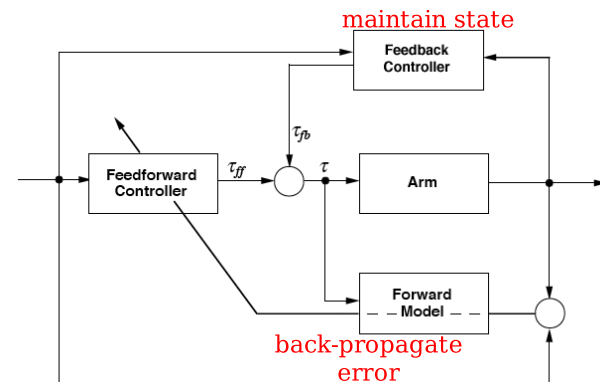 maintain state
Feedback
Controller
τfb
Feedforward
Controller
τff
τ
Arm
Forward
Model
back-propagate
error